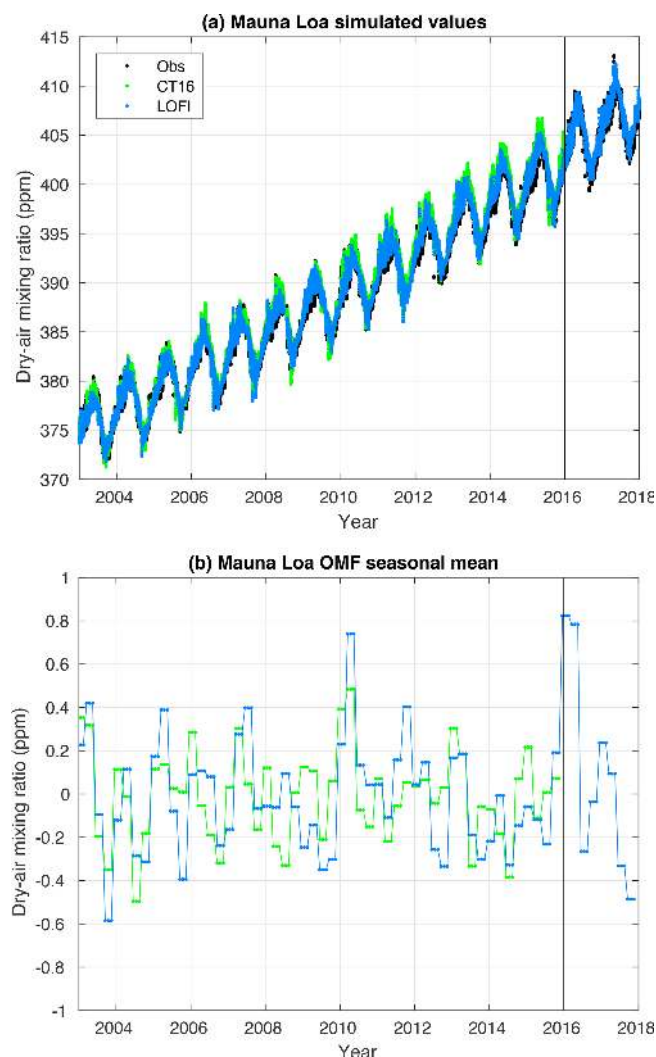 (a) Mauna Loa simulated values
415
410
405
400
395
390
385
380
375
370
Dry-air mixing ratio (ppm)
Obs
CT16
LOFI
2004 2006 2008 2010 2012 2014 2016 2018
Year
(b) Mauna Loa OMF seasonal mean
1
0.8
0.6
0.4
0.2
0
-0.2
-0.4
-0.6
-0.8
-1
Dry-air mixing ratio (ppm)
2004 2006 2008 2010 2012 2014 2016 2018
Year